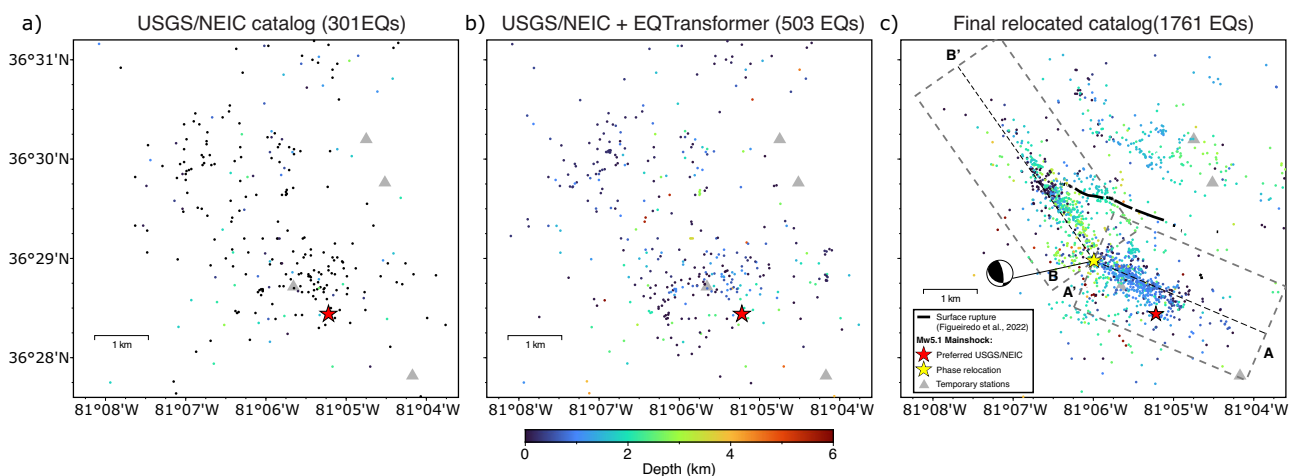 a) USGS/NEIC catalog (301EQs)
b) USGS/NEIC + EQTransformer (503 EQs)
c) Final relocated catalog(1761 EQs)
36°31'N
36°30'N
36°29'N
36°28'N
1 km
1 km
1 km
B'
B
A'
A
Surface rupture
(Figueiredo et al., 2022)
Mw5.1 Mainshock:
Preferred USGS/NEIC
Phase relocation
Temporary stations
81°08'W 81°07'W 81°06'W 81°05'W 81°04'W
81°08'W 81°07'W 81°06'W 81°05'W 81°04'W
81°08'W 81°07'W 81°06'W 81°05'W 81°04'W
0 2 4 6
Depth (km)